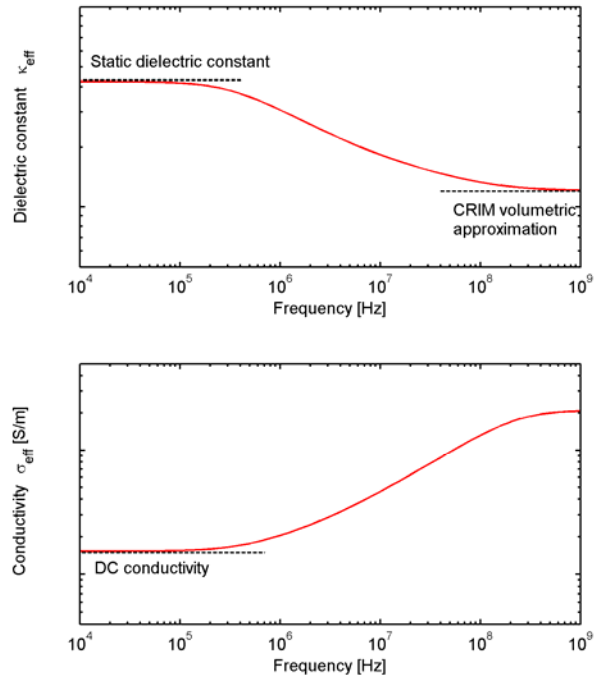 Dielectric constant κeff
Static dielectric constant
CRIM volumetric
approximation
10^4 10^5 10^6 10^7 10^8 10^9
Frequency [Hz]
Conductivity σeff [S/m]
DC conductivity
10^4 10^5 10^6 10^7 10^8 10^9
Frequency [Hz]